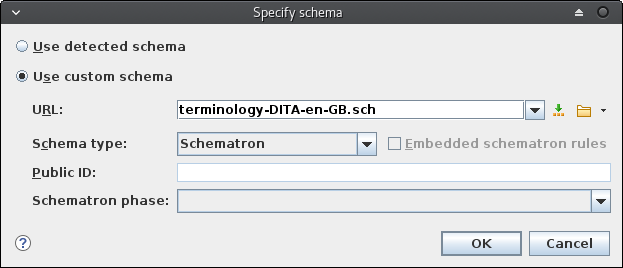 Specify schema
Use detected schema
Use custom schema
URL: terminology-DITA-en-GB.sch
Schema type: Schematron Embedded schematron rules
Public ID:
Schematron phase:
? OK Cancel